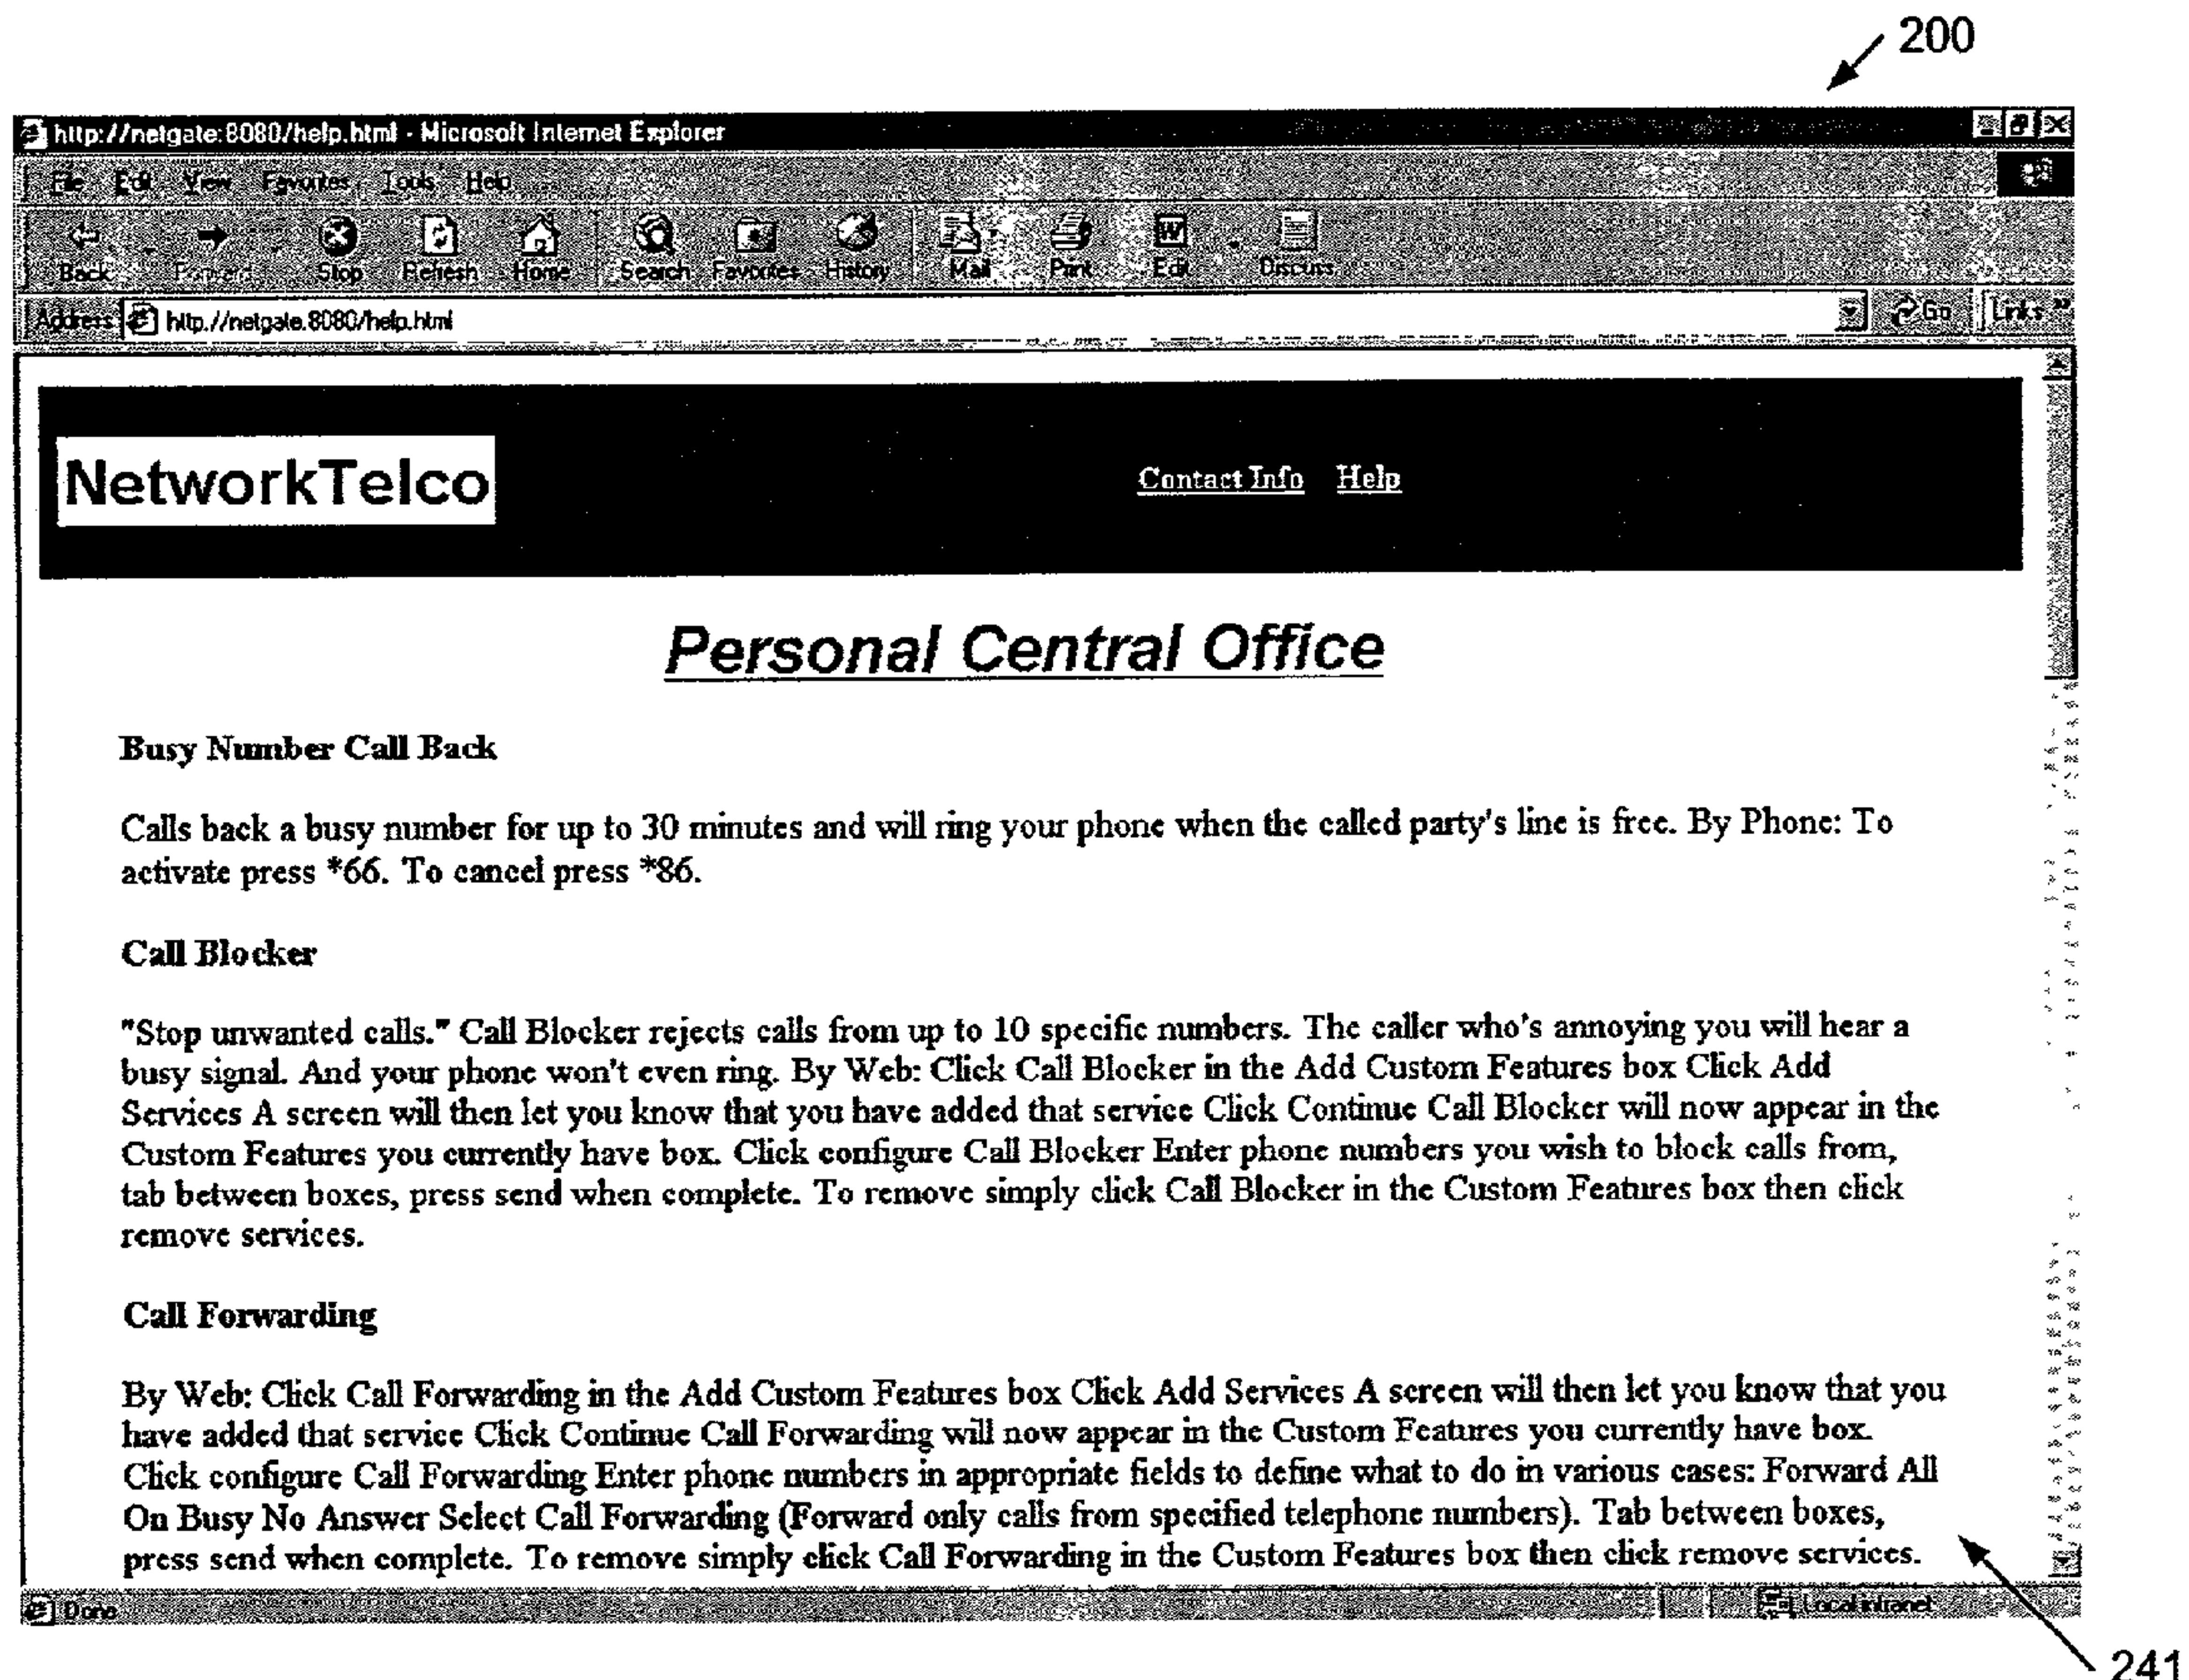 200
http://netgate:8080/help.html - Microsoft Internet Explorer
File Edit View Favorites Tools Help
Back Forward Stop Refresh Home Search Favorites History Mail Print Edit Discuss
Address http://netgate:8080/help.html Go Links »
NetworkTelco Contact Info Help
Personal Central Office
Busy Number Call Back
Calls back a busy number for up to 30 minutes and will ring your phone when the called party's line is free. By Phone: To
activate press *66. To cancel press *86.
Call Blocker
"Stop unwanted calls." Call Blocker rejects calls from up to 10 specific numbers. The caller who's annoying you will hear a
busy signal. And your phone won't even ring. By Web: Click Call Blocker in the Add Custom Features box Click Add
Services A screen will then let you know that you have added that service Click Continue Call Blocker will now appear in the
Custom Features you currently have box. Click configure Call Blocker Enter phone numbers you wish to block calls from,
tab between boxes, press send when complete. To remove simply click Call Blocker in the Custom Features box then click
remove services.
Call Forwarding
By Web: Click Call Forwarding in the Add Custom Features box Click Add Services A screen will then let you know that you
have added that service Click Continue Call Forwarding will now appear in the Custom Features you currently have box.
Click configure Call Forwarding Enter phone numbers in appropriate fields to define what to do in various cases: Forward All
On Busy No Answer Select Call Forwarding (Forward only calls from specified telephone numbers). Tab between boxes,
press send when complete. To remove simply click Call Forwarding in the Custom Features box then click remove services.
Done Local intranet
241